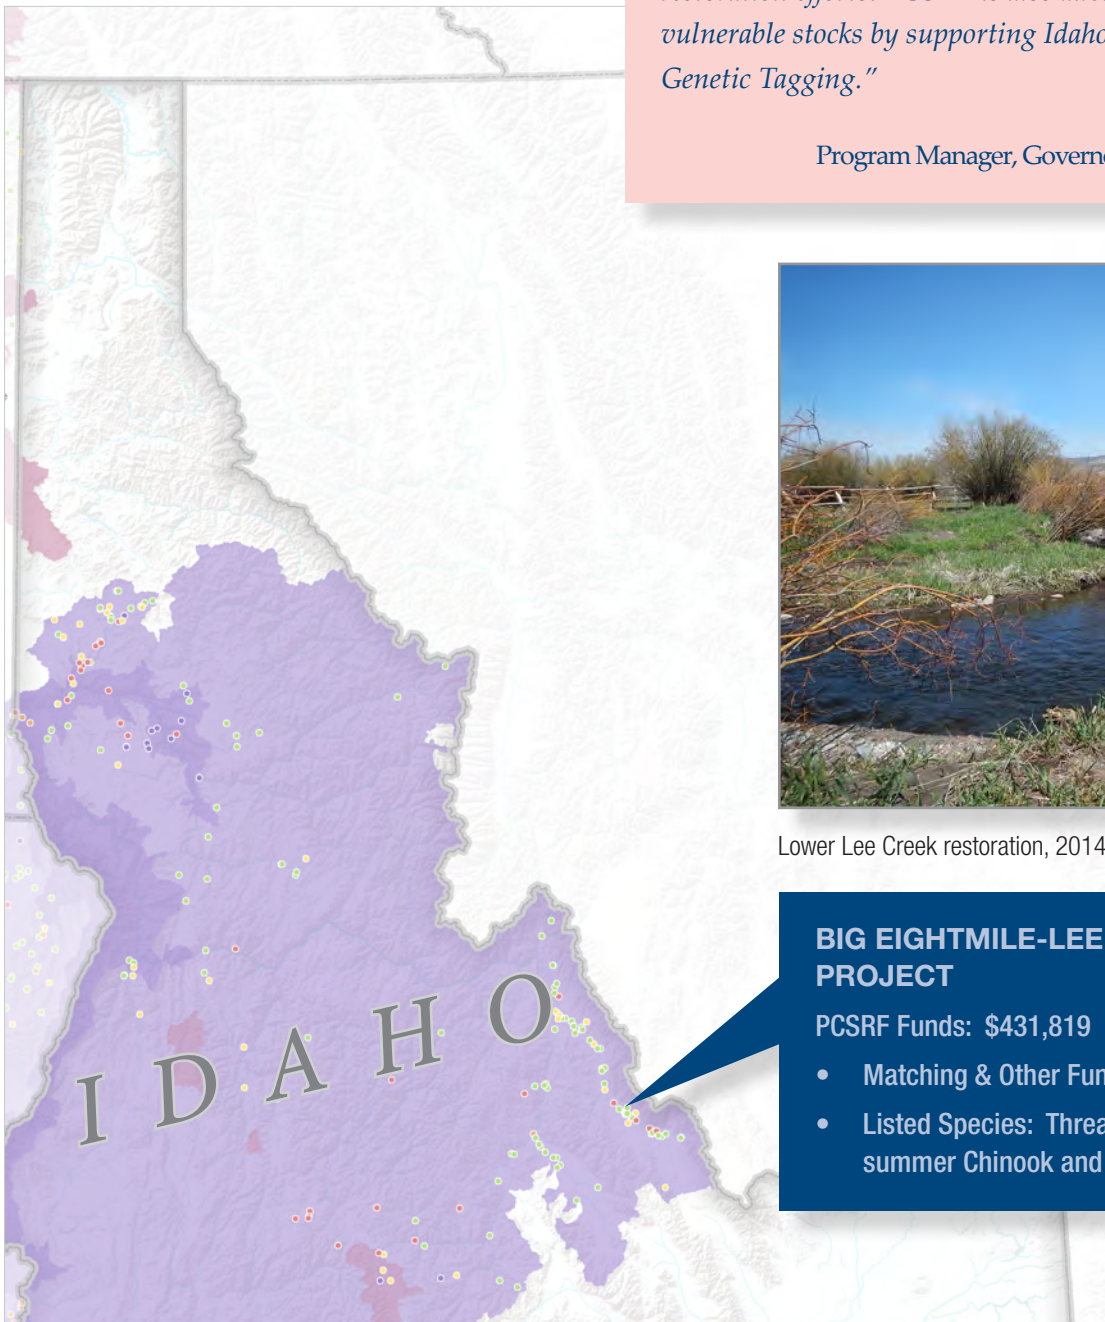 vulnerable stocks by supporting Idaho
Genetic Tagging.”
Program Manager, Governo
Lower Lee Creek restoration, 2014
IDAHO
BIG EIGHTMILE-LEE
PROJECT
PCSRF Funds: $431,819
• Matching & Other Fun
• Listed Species: Threa
summer Chinook and